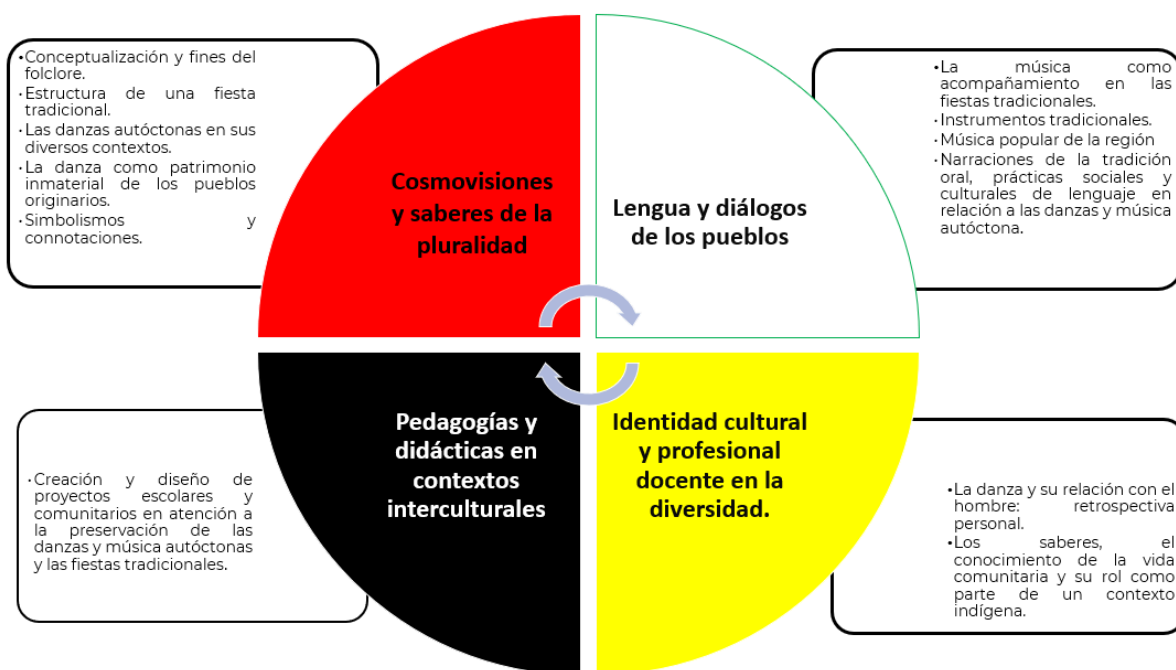 •Conceptualización y fines del
folclore.
·Estructura de una fiesta
tradicional.
·Las danzas autóctonas en sus
diversos contextos.
·La danza como patrimonio
inmaterial de los pueblos
originarios.
·Simbolismos y
connotaciones.
Cosmovisiones
y saberes de la
pluralidad
Lengua y diálogos
de los pueblos
•La música como
acompañamiento en las
fiestas tradicionales.
·Instrumentos tradicionales.
·Música popular de la región
·Narraciones de la tradición
oral, prácticas sociales y
culturales de lenguaje en
relación a las danzas y música
autóctona.
·Creación y diseño de
proyectos escolares y
comunitarios en atención a
la preservación de las
danzas y música autóctonas
y las fiestas tradicionales.
Pedagogías y
didácticas en
contextos
interculturales
Identidad cultural
y profesional
docente en la
diversidad.
·La danza y su relación con el
hombre: retrospectiva
personal.
•Los saberes, el
conocimiento de la vida
comunitaria y su rol como
parte de un contexto
indígena.